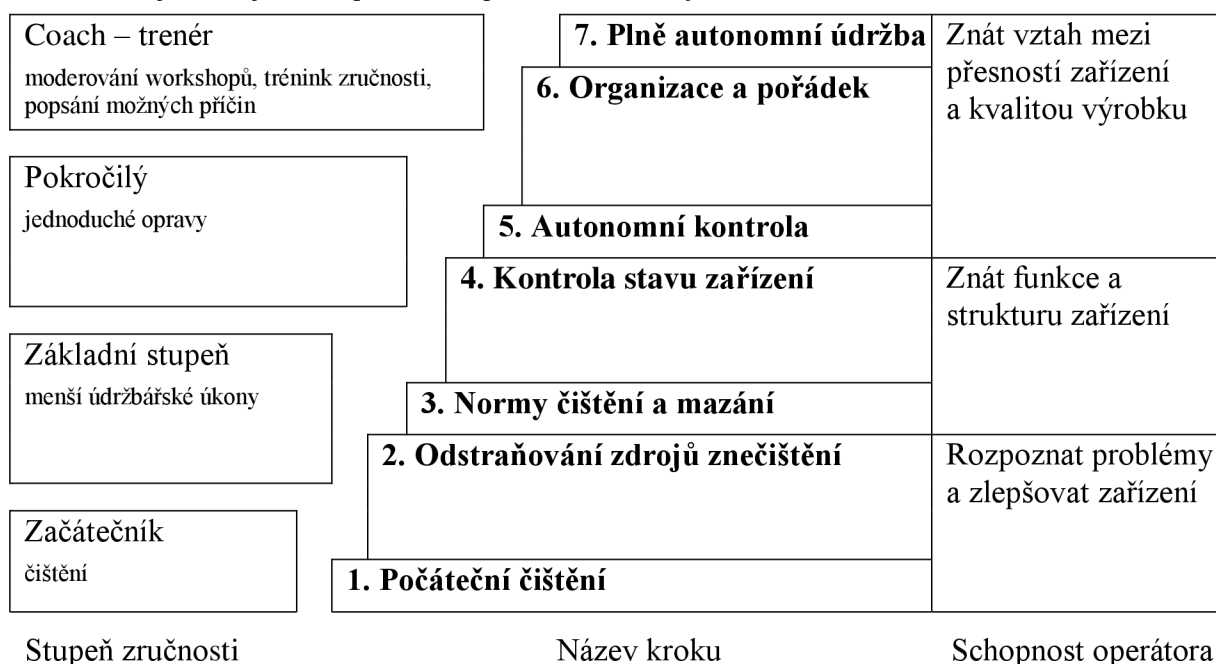 Coach – trenér
moderování workshopů, trénink zručnosti,
popsání možných příčin
Pokročilý
jednoduché opravy
Základní stupeň
menší údržbářské úkony
Začátečník
čištění
7. Plně autonomní údržba
6. Organizace a pořádek
5. Autonomní kontrola
4. Kontrola stavu zařízení
3. Normy čištění a mazání
2. Odstraňování zdrojů znečištění
1. Počáteční čištění
Znát vztah mezi
přesností zařízení
a kvalitou výrobku
Znát funkce a
strukturu zařízení
Rozpoznat problémy
a zlepšovat zařízení
Stupeň zručnosti
Název kroku
Schopnost operátora